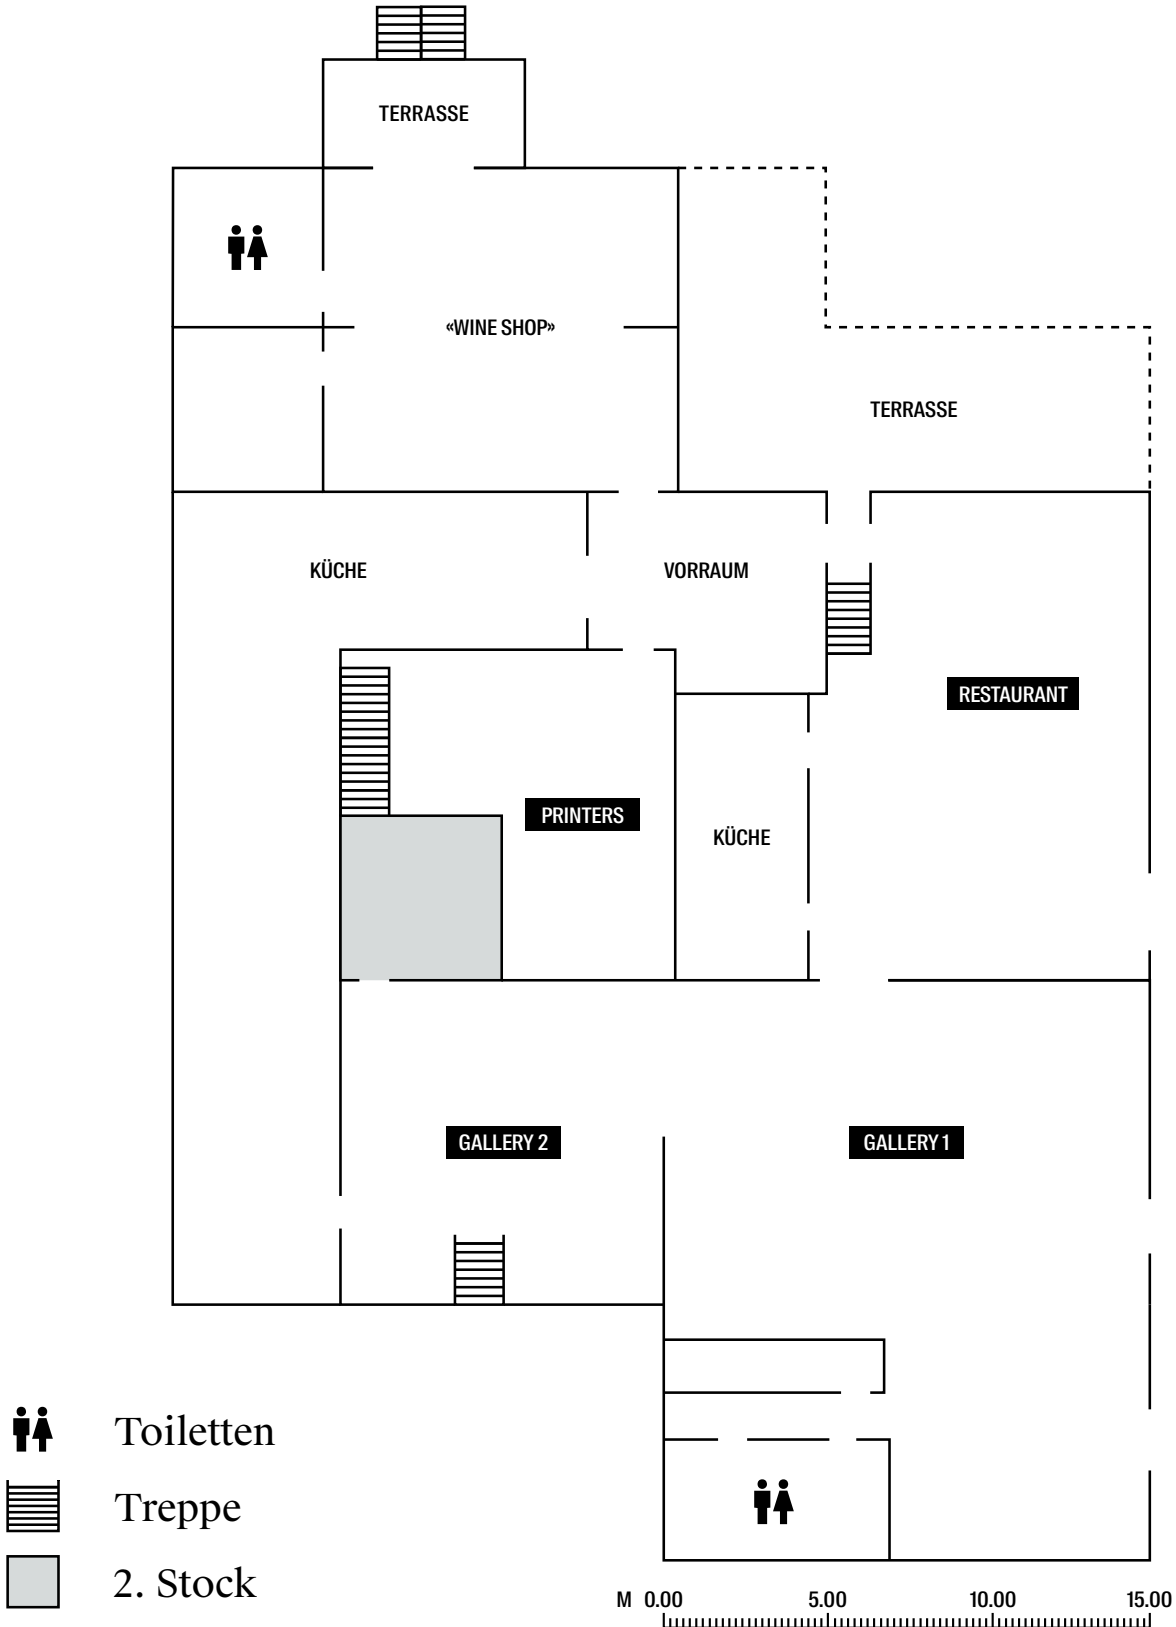 TERRASSE
«WINE SHOP»
TERRASSE
KÜCHE
VORRAUM
RESTAURANT
PRINTERS
KÜCHE
GALLERY 2
GALLERY 1
Toiletten
Treppe
2. Stock
M 0.00 5.00 10.00 15.00